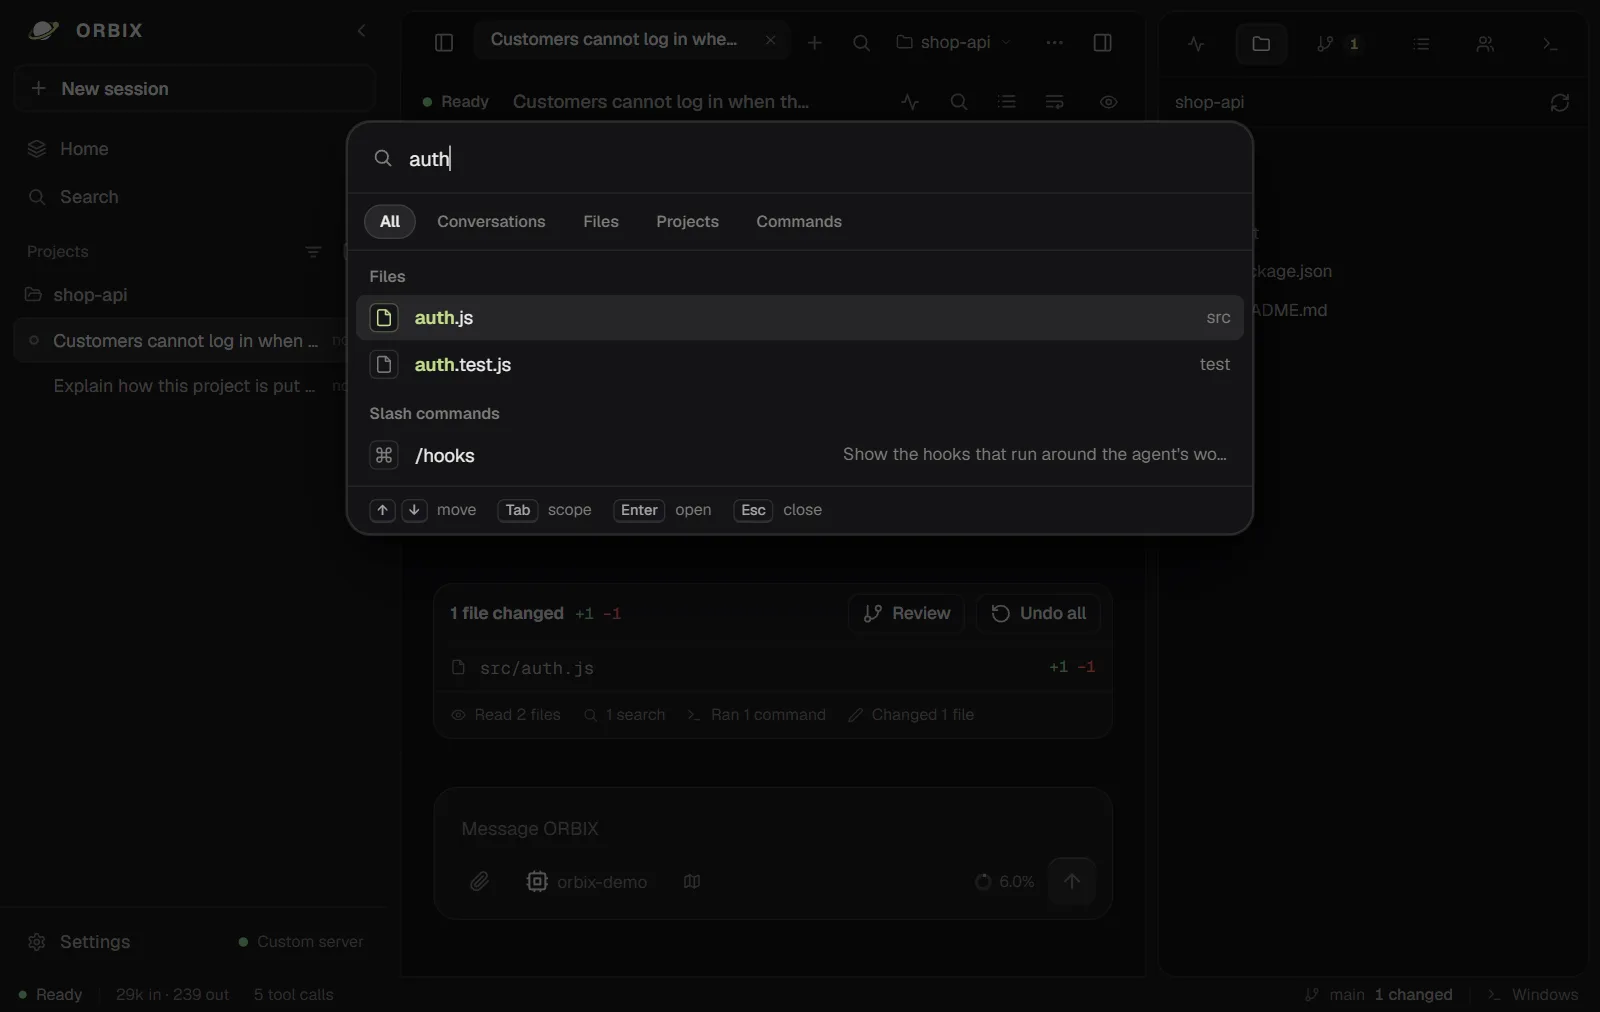 ORBIX
New session
Home
Search
Projects
shop-api
Customers cannot log in when ...
Explain how this project is put ...
Settings
Custom server
Customers cannot log in whe...
shop-api
Ready
Customers cannot log in when th...
1
shop-api
auth
All
Conversations
Files
Projects
Commands
Files
auth.js
src
auth.test.js
test
Slash commands
/hooks
Show the hooks that run around the agent's wo...
move
Tab
scope
Enter
open
Esc
close
ckage.json
ADME.md
1 file changed +1 −1
Review
Undo all
src/auth.js
+1 −1
Read 2 files
1 search
Ran 1 command
Changed 1 file
Message ORBIX
orbix-demo
6.0%
Ready
29k in · 239 out
5 tool calls
main 1 changed
Windows